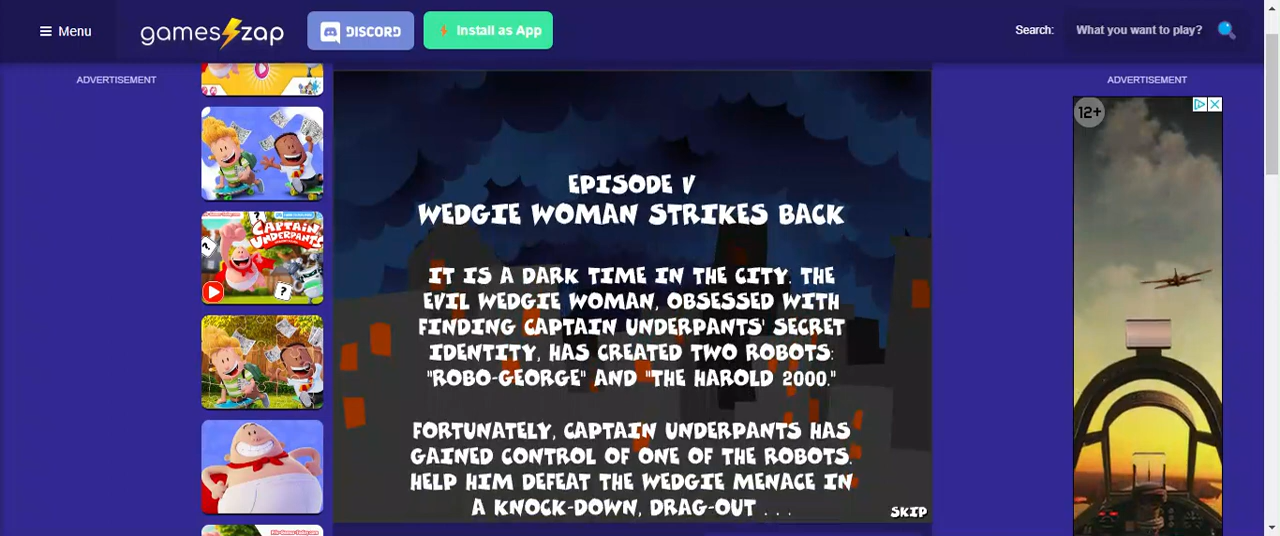 Menu
games zap
DISCORD
Install as App
Search:
What you want to play?
ADVERTISEMENT
ADVERTISEMENT
12+
CAPTAIN
UNDERPANTS
EPISODE V
WEDGIE WOMAN STRIKES BACK
IT IS A DARK TIME IN THE CITY. THE
EVIL WEDGIE WOMAN, OBSESSED WITH
FINDING CAPTAIN UNDERPANTS' SECRET
IDENTITY, HAS CREATED TWO ROBOTS:
"ROBO-GEORGE" AND "THE HAROLD 2000."
FORTUNATELY, CAPTAIN UNDERPANTS HAS
GAINED CONTROL OF ONE OF THE ROBOTS.
HELP HIM DEFEAT THE WEDGIE MENACE IN
A KNOCK-DOWN, DRAG-OUT . . .
SKIP